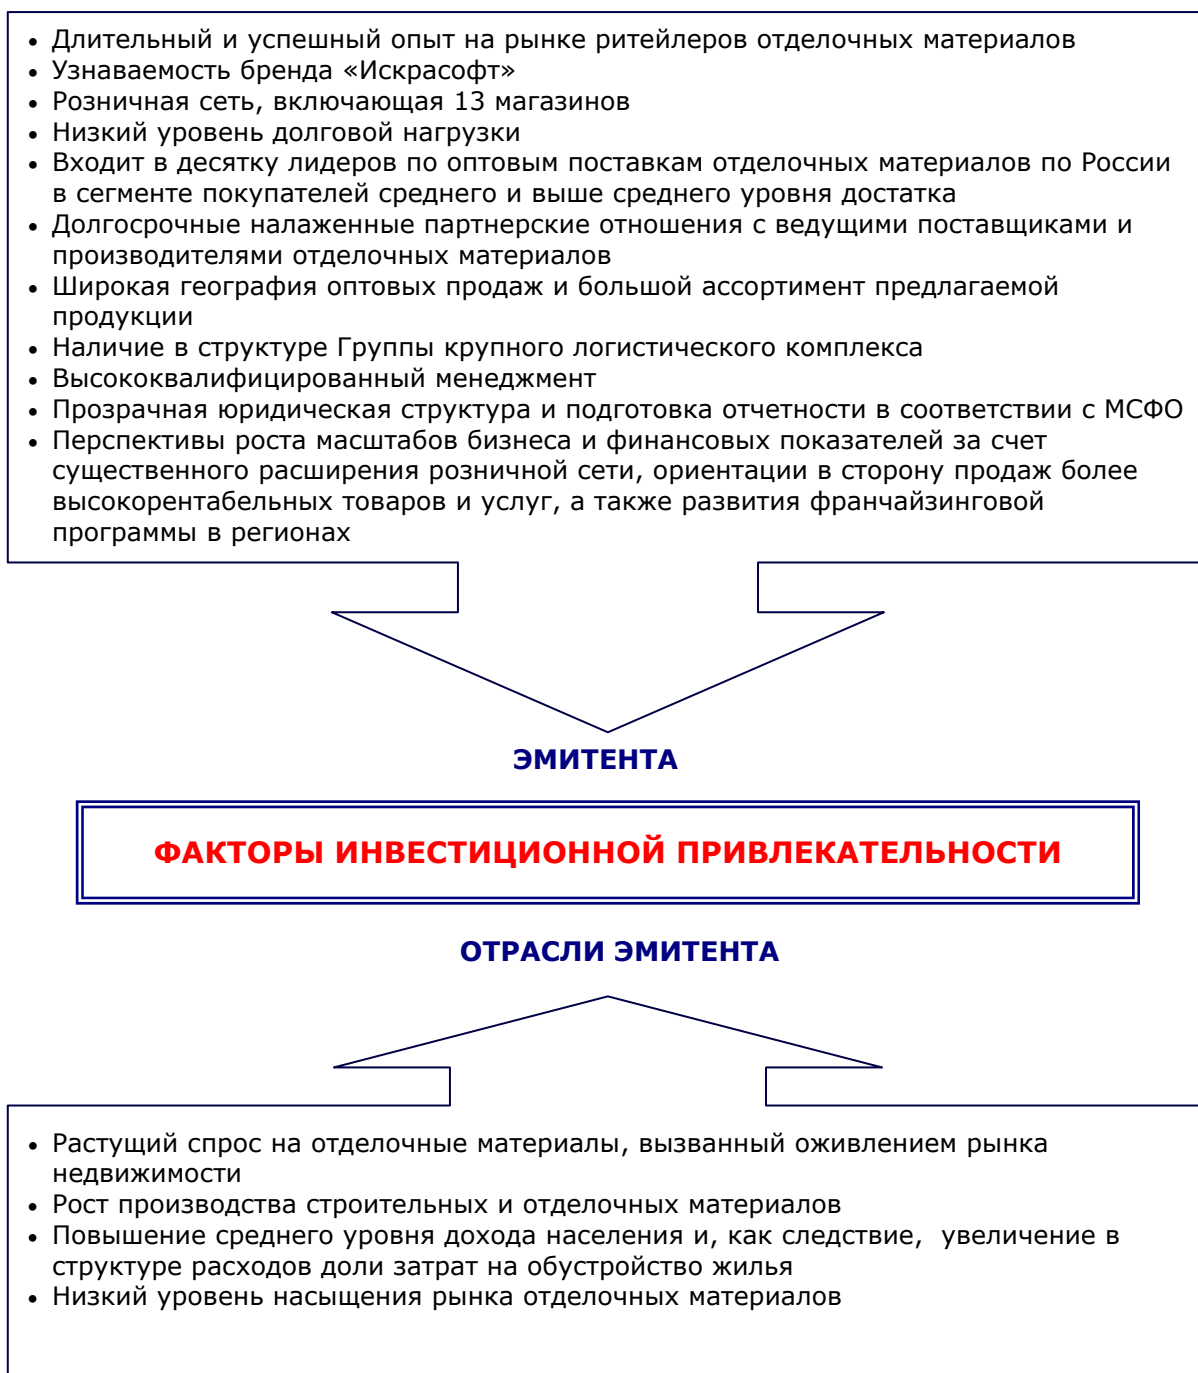 • Длительный и успешный опыт на рынке ритейлеров отделочных материалов
• Узнаваемость бренда «Искрасофт»
• Розничная сеть, включающая 13 магазинов
• Низкий уровень долговой нагрузки
• Входит в десятку лидеров по оптовым поставкам отделочных материалов по России
в сегменте покупателей среднего и выше среднего уровня достатка
• Долгосрочные налаженные партнерские отношения с ведущими поставщиками и
производителями отделочных материалов
• Широкая география оптовых продаж и большой ассортимент предлагаемой
продукции
• Наличие в структуре Группы крупного логистического комплекса
• Высококвалифицированный менеджмент
• Прозрачная юридическая структура и подготовка отчетности в соответствии с МСФО
• Перспективы роста масштабов бизнеса и финансовых показателей за счет
существенного расширения розничной сети, ориентации в сторону продаж более
высокорентабельных товаров и услуг, а также развития франчайзинговой
программы в регионах
ЭМИТЕНТА
ФАКТОРЫ ИНВЕСТИЦИОННОЙ ПРИВЛЕКАТЕЛЬНОСТИ
ОТРАСЛИ ЭМИТЕНТА
• Растущий спрос на отделочные материалы, вызванный оживлением рынка
недвижимости
• Рост производства строительных и отделочных материалов
• Повышение среднего уровня дохода населения и, как следствие, увеличение в
структуре расходов доли затрат на обустройство жилья
• Низкий уровень насыщения рынка отделочных материалов